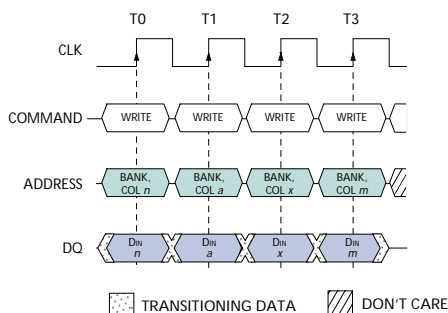 T0 T1 T2 T3
CLK
COMMAND WRITE WRITE WRITE WRITE
ADDRESS BANK, COL n BANK, COL a BANK, COL x BANK, COL m
DQ DIN n DIN a DIN x DIN m
TRANSITIONING DATA DON'T CARE